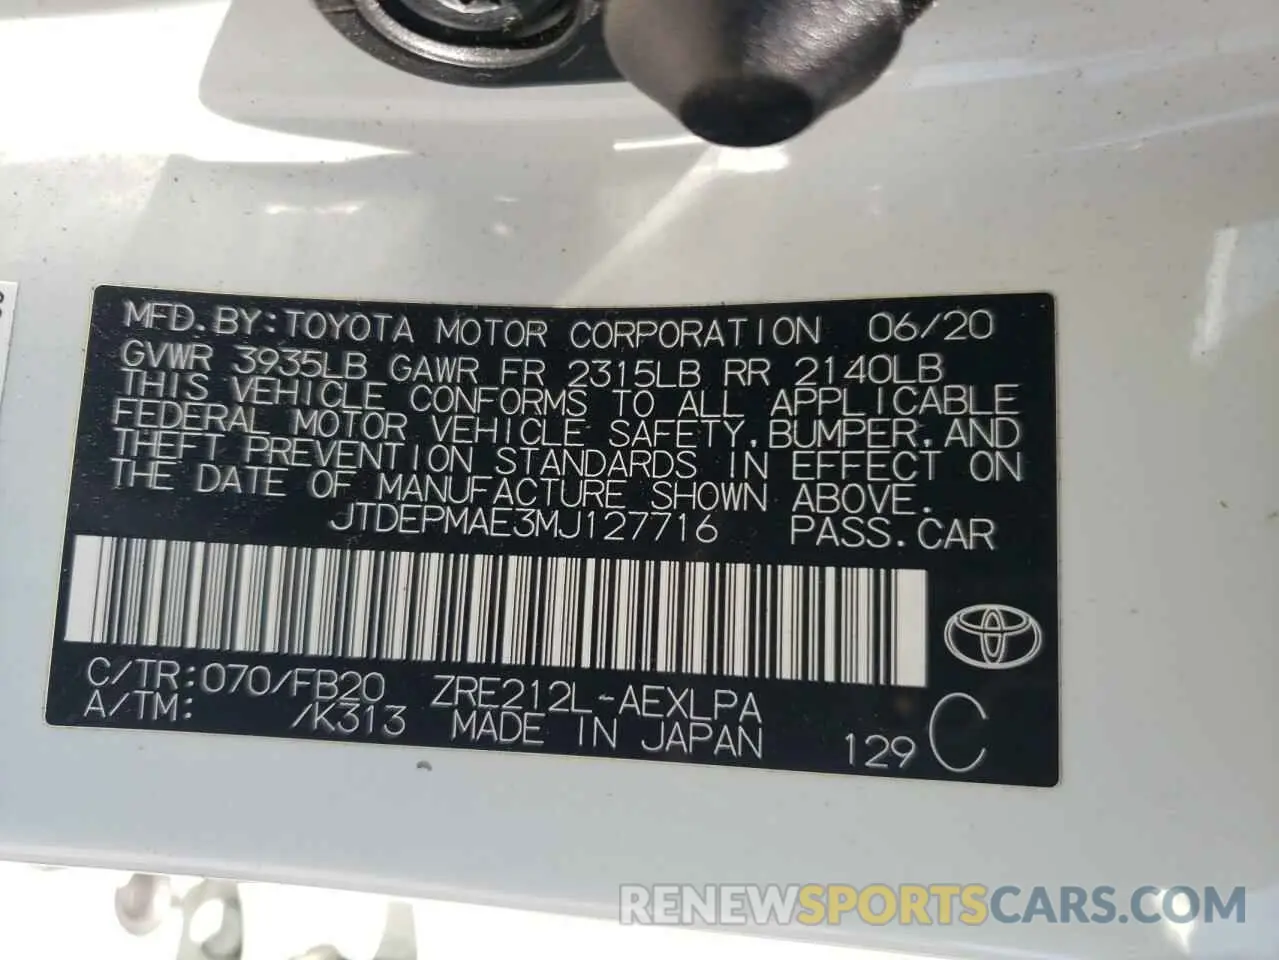 MFD. BY: TOYOTA MOTOR CORPORATION 06/20
GVWR 3935LB GAWR FR 2315LB RR 2140LB
THIS VEHICLE CONFORMS TO ALL APPLICABLE
FEDERAL MOTOR VEHICLE SAFETY, BUMPER, AND
THEFT PREVENTION STANDARDS IN EFFECT ON
THE DATE OF MANUFACTURE SHOWN ABOVE.
JTDEPMAE3MJ127716 PASS. CAR
C/TR: 070/FB20 ZRE212L-AEXLPA
A/TM: /K313 MADE IN JAPAN 129 C
RENEWSPORTSCARS.COM